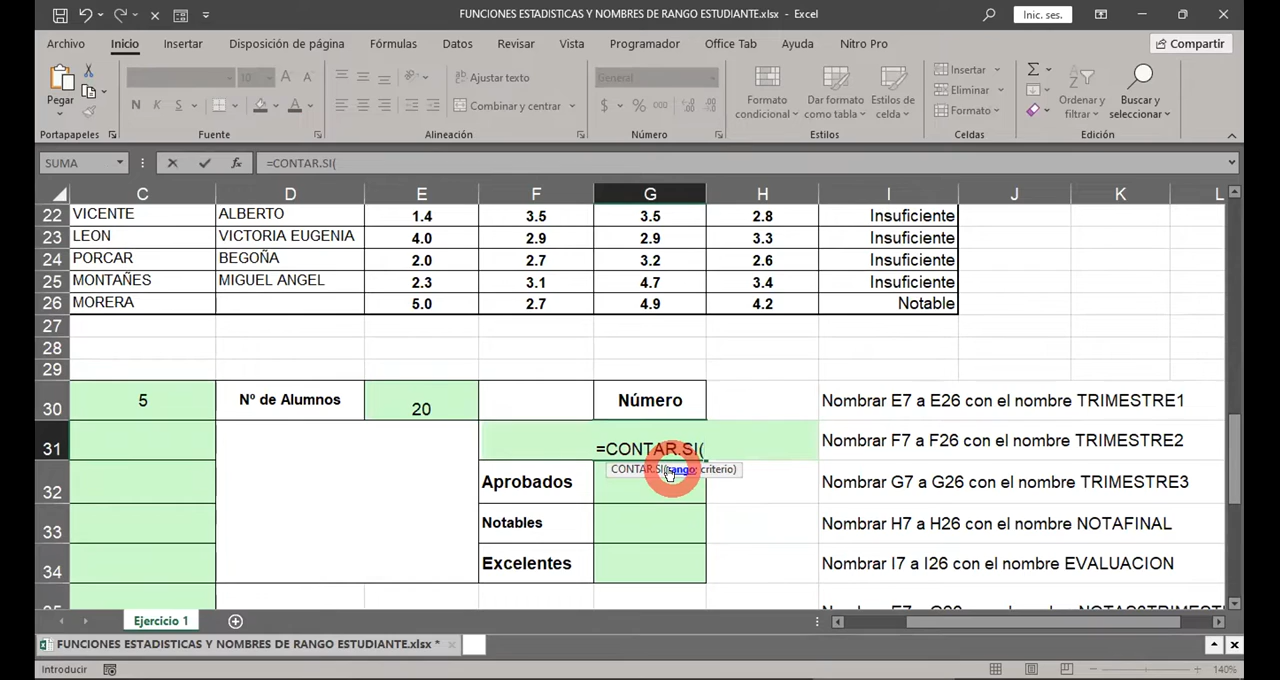 FUNCIONES ESTADISTICAS Y NOMBRES DE RANGO ESTUDIANTE.xlsx - Excel
Inic. ses.
Archivo Inicio Insertar Disposición de página Fórmulas Datos Revisar Vista Programador Office Tab Ayuda Nitro Pro Compartir
Pegar
Portapapeles
10 A A
N K S
Fuente
Ajustar texto
Combinar y centrar
Alineación
General
$ % 000
Número
Formato condicional
Dar formato como tabla
Estilos de celda
Estilos
Insertar
Eliminar
Formato
Celdas
Ordenar y filtrar
Buscar y seleccionar
Edición
SUMA fx =CONTAR.SI(
C D E F G H I J K L
22 VICENTE ALBERTO 1.4 3.5 3.5 2.8 Insuficiente
23 LEON VICTORIA EUGENIA 4.0 2.9 2.9 3.3 Insuficiente
24 PORCAR BEGOÑA 2.0 2.7 3.2 2.6 Insuficiente
25 MONTAÑES MIGUEL ANGEL 2.3 3.1 4.7 3.4 Insuficiente
26 MORERA 5.0 2.7 4.9 4.2 Notable
27
28
29
30 5 Nº de Alumnos 20 Número Nombrar E7 a E26 con el nombre TRIMESTRE1
31 =CONTAR.SI( Nombrar F7 a F26 con el nombre TRIMESTRE2
CONTAR.SI(rango; criterio)
32 Aprobados Nombrar G7 a G26 con el nombre TRIMESTRE3
33 Notables Nombrar H7 a H26 con el nombre NOTAFINAL
34 Excelentes Nombrar I7 a I26 con el nombre EVALUACION
Ejercicio 1
FUNCIONES ESTADISTICAS Y NOMBRES DE RANGO ESTUDIANTE.xlsx *
Introducir
140%